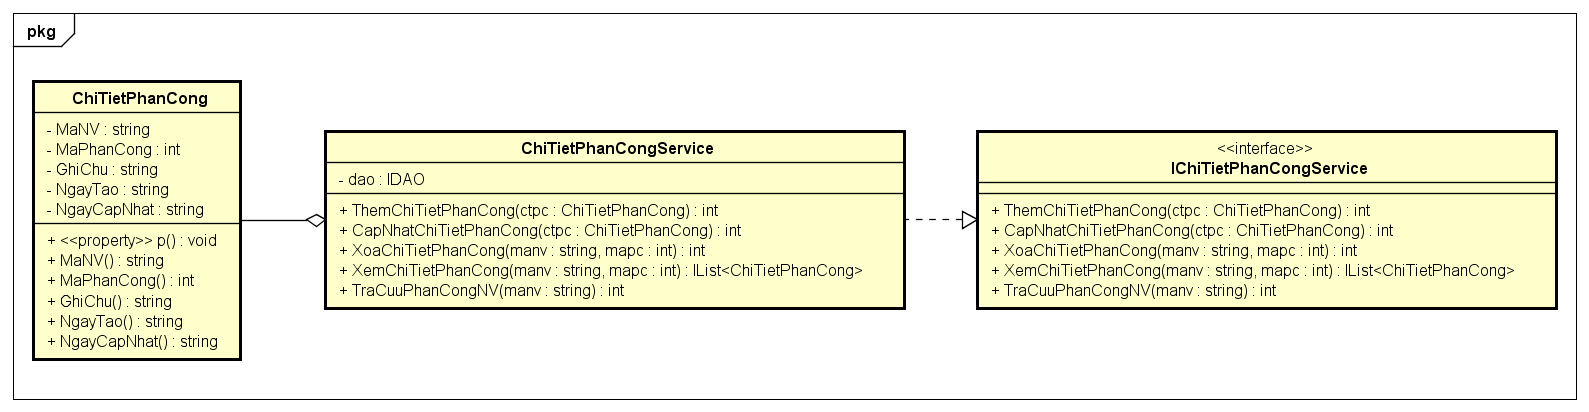 pkg
ChiTietPhanCong
- MaNV : string
- MaPhanCong : int
- GhiChu : string
- NgayTao : string
- NgayCapNhat : string
+ <<property>> p() : void
+ MaNV() : string
+ MaPhanCong() : int
+ GhiChu() : string
+ NgayTao() : string
+ NgayCapNhat() : string
ChiTietPhanCongService
- dao : IDAO
+ ThemChiTietPhanCong(ctpc : ChiTietPhanCong) : int
+ CapNhatChiTietPhanCong(ctpc : ChiTietPhanCong) : int
+ XoaChiTietPhanCong(manv : string, mapc : int) : int
+ XemChiTietPhanCong(manv : string, mapc : int) : IList<ChiTietPhanCong>
+ TraCuuPhanCongNV(manv : string) : int
<<interface>>
IChiTietPhanCongService
+ ThemChiTietPhanCong(ctpc : ChiTietPhanCong) : int
+ CapNhatChiTietPhanCong(ctpc : ChiTietPhanCong) : int
+ XoaChiTietPhanCong(manv : string, mapc : int) : int
+ XemChiTietPhanCong(manv : string, mapc : int) : IList<ChiTietPhanCong>
+ TraCuuPhanCongNV(manv : string) : int